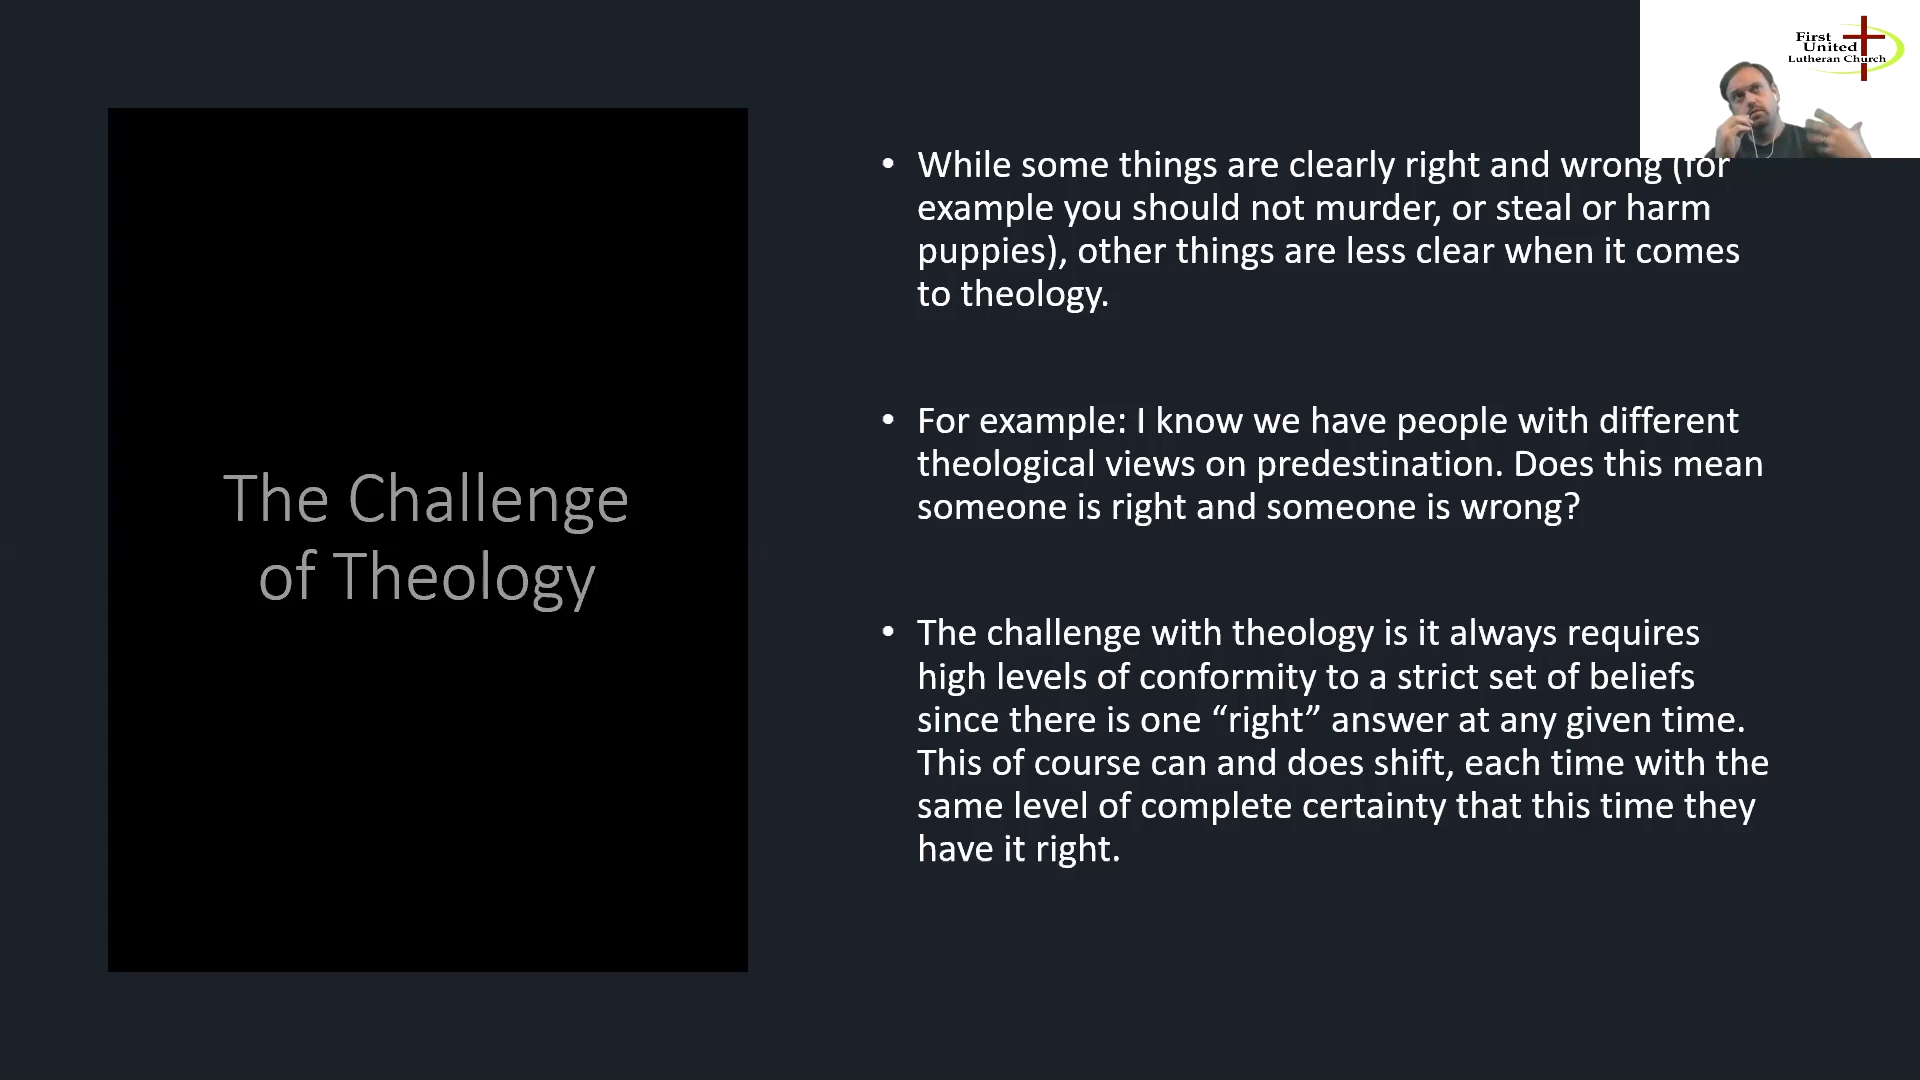 First
United
Lutheran Church
The Challenge
of Theology
• While some things are clearly right and wrong (for
example you should not murder, or steal or harm
puppies), other things are less clear when it comes
to theology.
• For example: I know we have people with different
theological views on predestination. Does this mean
someone is right and someone is wrong?
• The challenge with theology is it always requires
high levels of conformity to a strict set of beliefs
since there is one “right” answer at any given time.
This of course can and does shift, each time with the
same level of complete certainty that this time they
have it right.